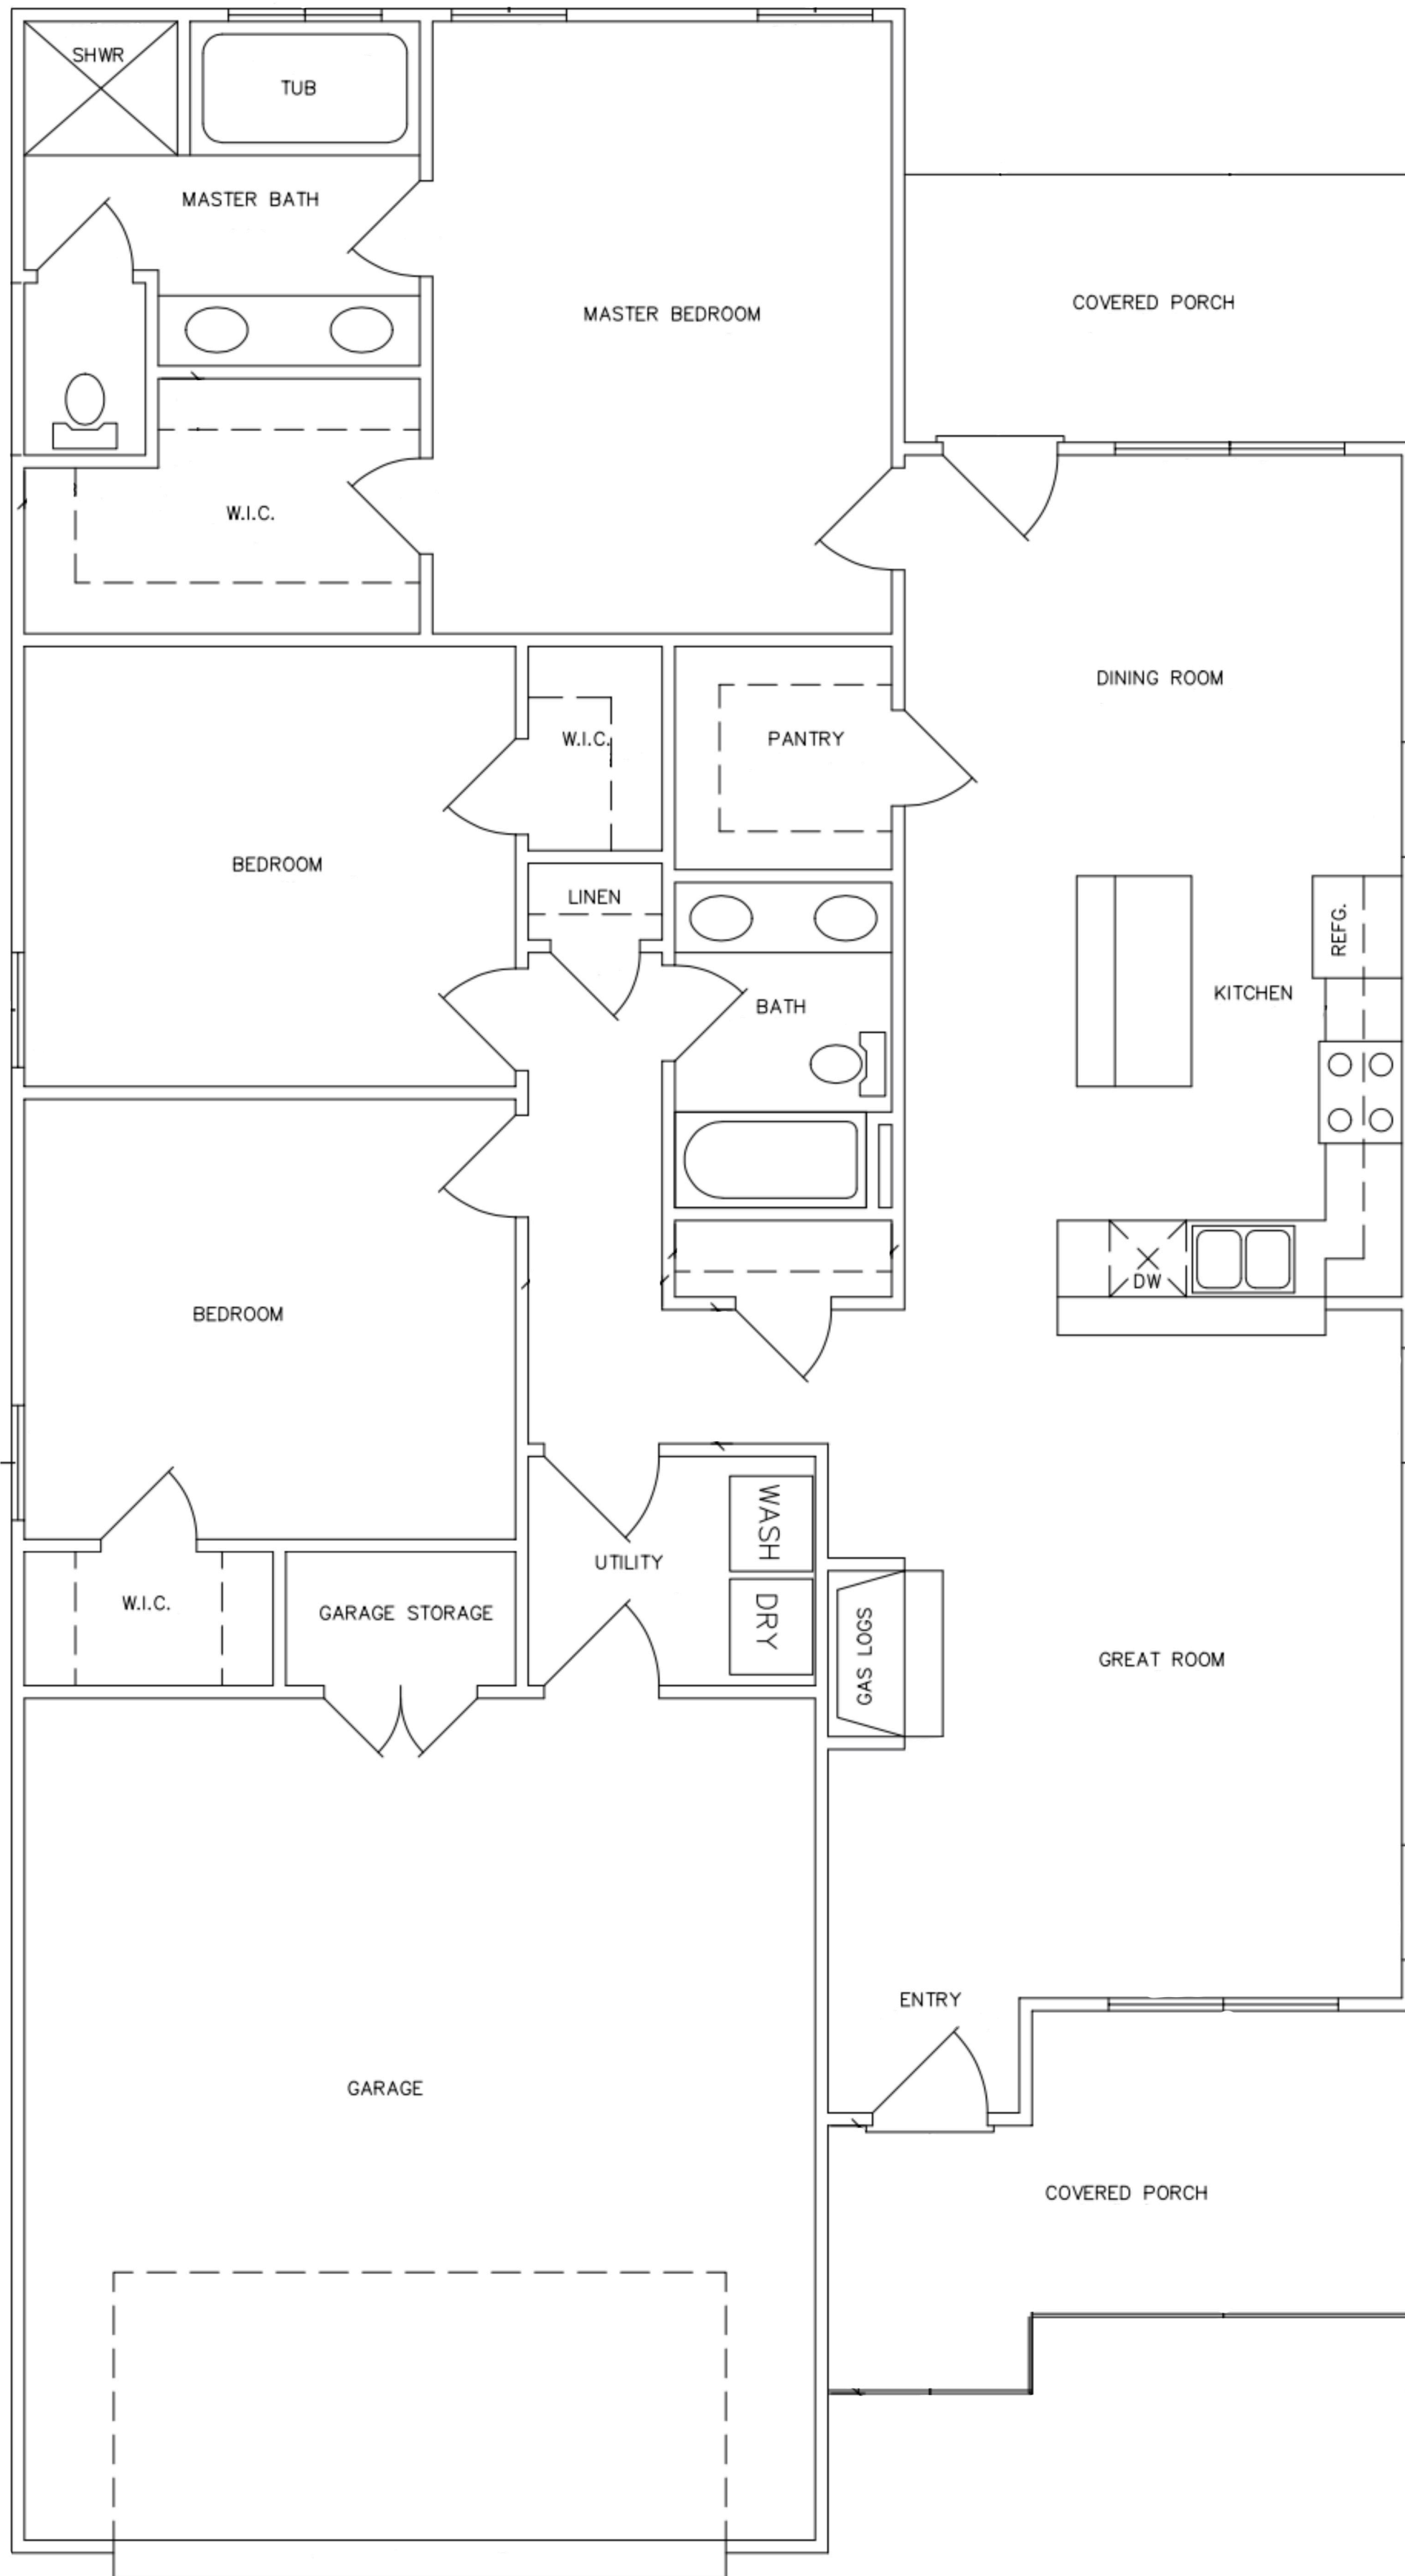 SHWR
TUB
MASTER BATH
MASTER BEDROOM
COVERED PORCH
W.I.C.
DINING ROOM
W.I.C.
PANTRY
BEDROOM
LINEN
REFG.
KITCHEN
BATH
DW
BEDROOM
WASH
UTILITY
DRY
W.I.C.
GARAGE STORAGE
GAS LOGS
GREAT ROOM
ENTRY
GARAGE
COVERED PORCH